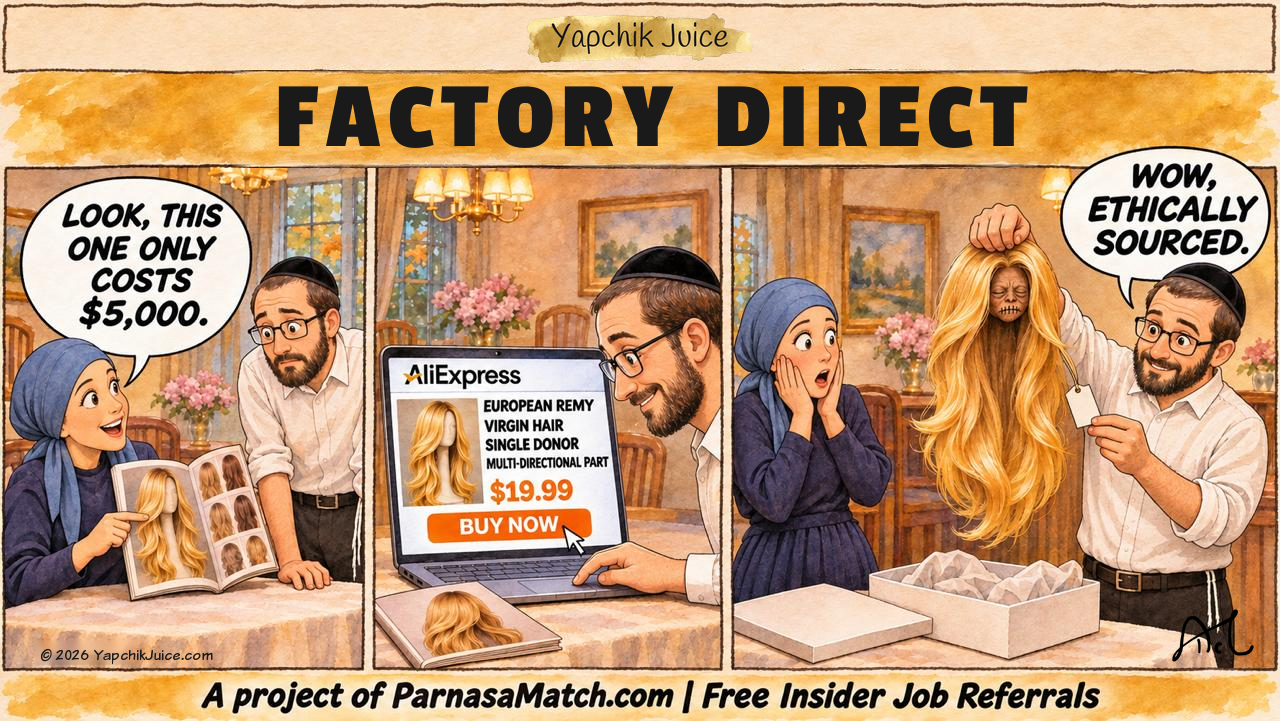 Yapchik Juice
FACTORY DIRECT
LOOK, THIS
ONE ONLY
COSTS
$5,000.
AliExpress
EUROPEAN REMY
VIRGIN HAIR
SINGLE DONOR
MULTI-DIRECTIONAL PART
$19.99
BUY NOW
WOW,
ETHICALLY
SOURCED.
© 2026 YapchikJuice.com
A project of ParnasaMatch.com | Free Insider Job Referrals